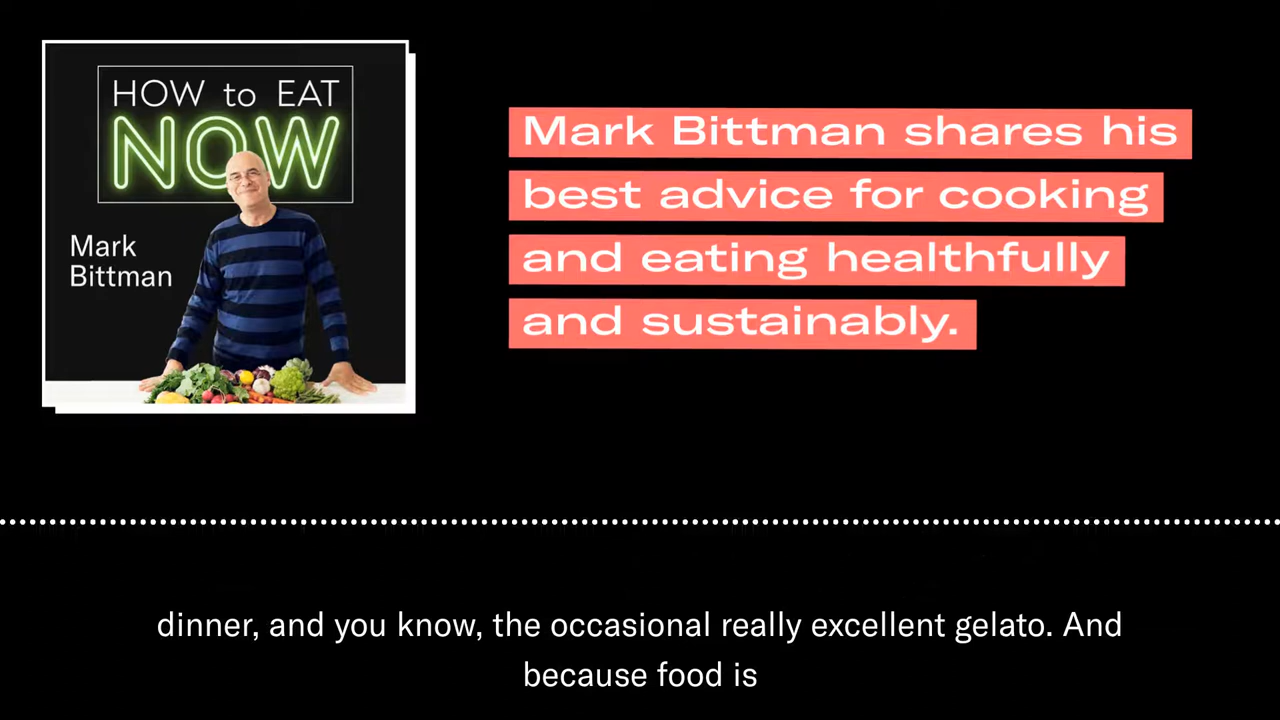 HOW to EAT
NOW
Mark
Bittman
Mark Bittman shares his
best advice for cooking
and eating healthfully
and sustainably.
dinner, and you know, the occasional really excellent gelato. And
because food is